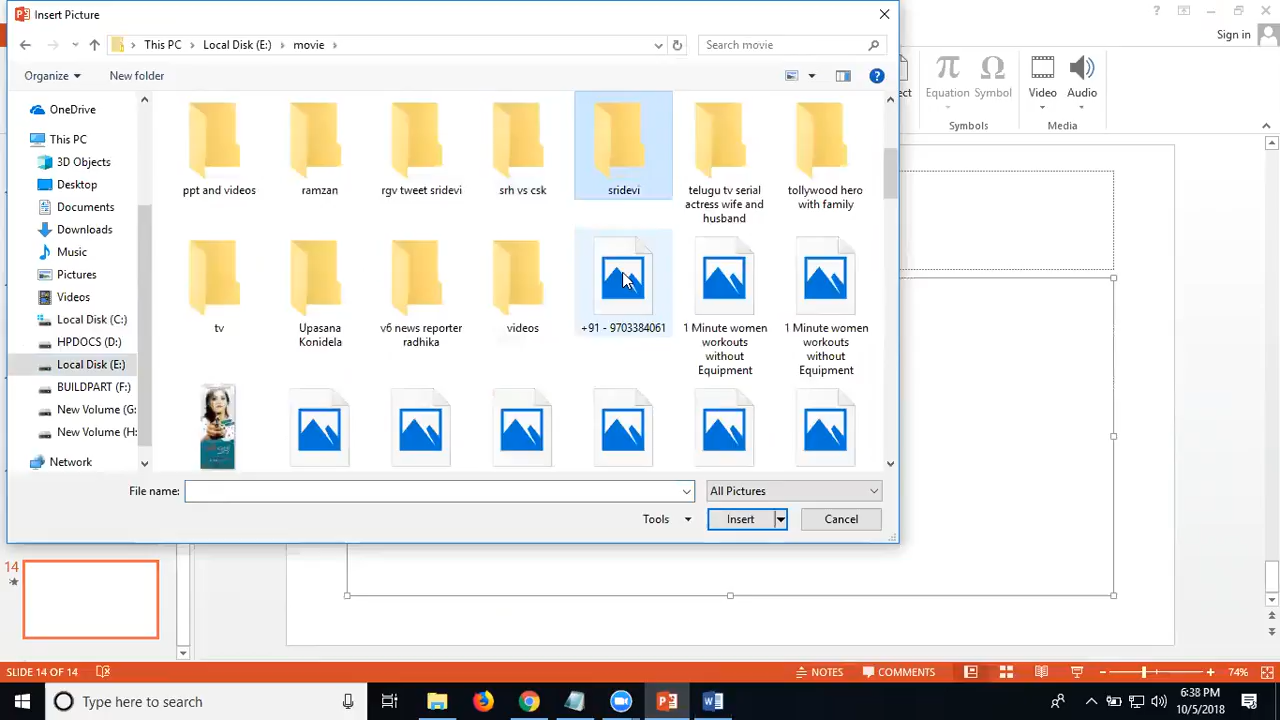 Insert Picture
This PC
Local Disk (E:)
movie
Search movie
Organize
New folder
OneDrive
This PC
3D Objects
Desktop
Documents
Downloads
Music
Pictures
Videos
Local Disk (C:)
HPDOCS (D:)
Local Disk (E:)
BUILDPART (F:)
New Volume (G:
New Volume (H:
Network
ppt and videos
ramzan
rgv tweet sridevi
srh vs csk
sridevi
telugu tv serial
actress wife and
husband
tollywood hero
with family
tv
Upasana
Konidela
v6 news reporter
radhika
videos
+91 - 9703384061
1 Minute women
workouts
without
Equipment
1 Minute women
workouts
without
Equipment
File name:
All Pictures
Tools
Insert
Cancel
?
Sign in
ect
Equation
Symbol
Video
Audio
Symbols
Media
14
SLIDE 14 OF 14
NOTES
COMMENTS
74%
Type here to search
6:38 PM
10/5/2018